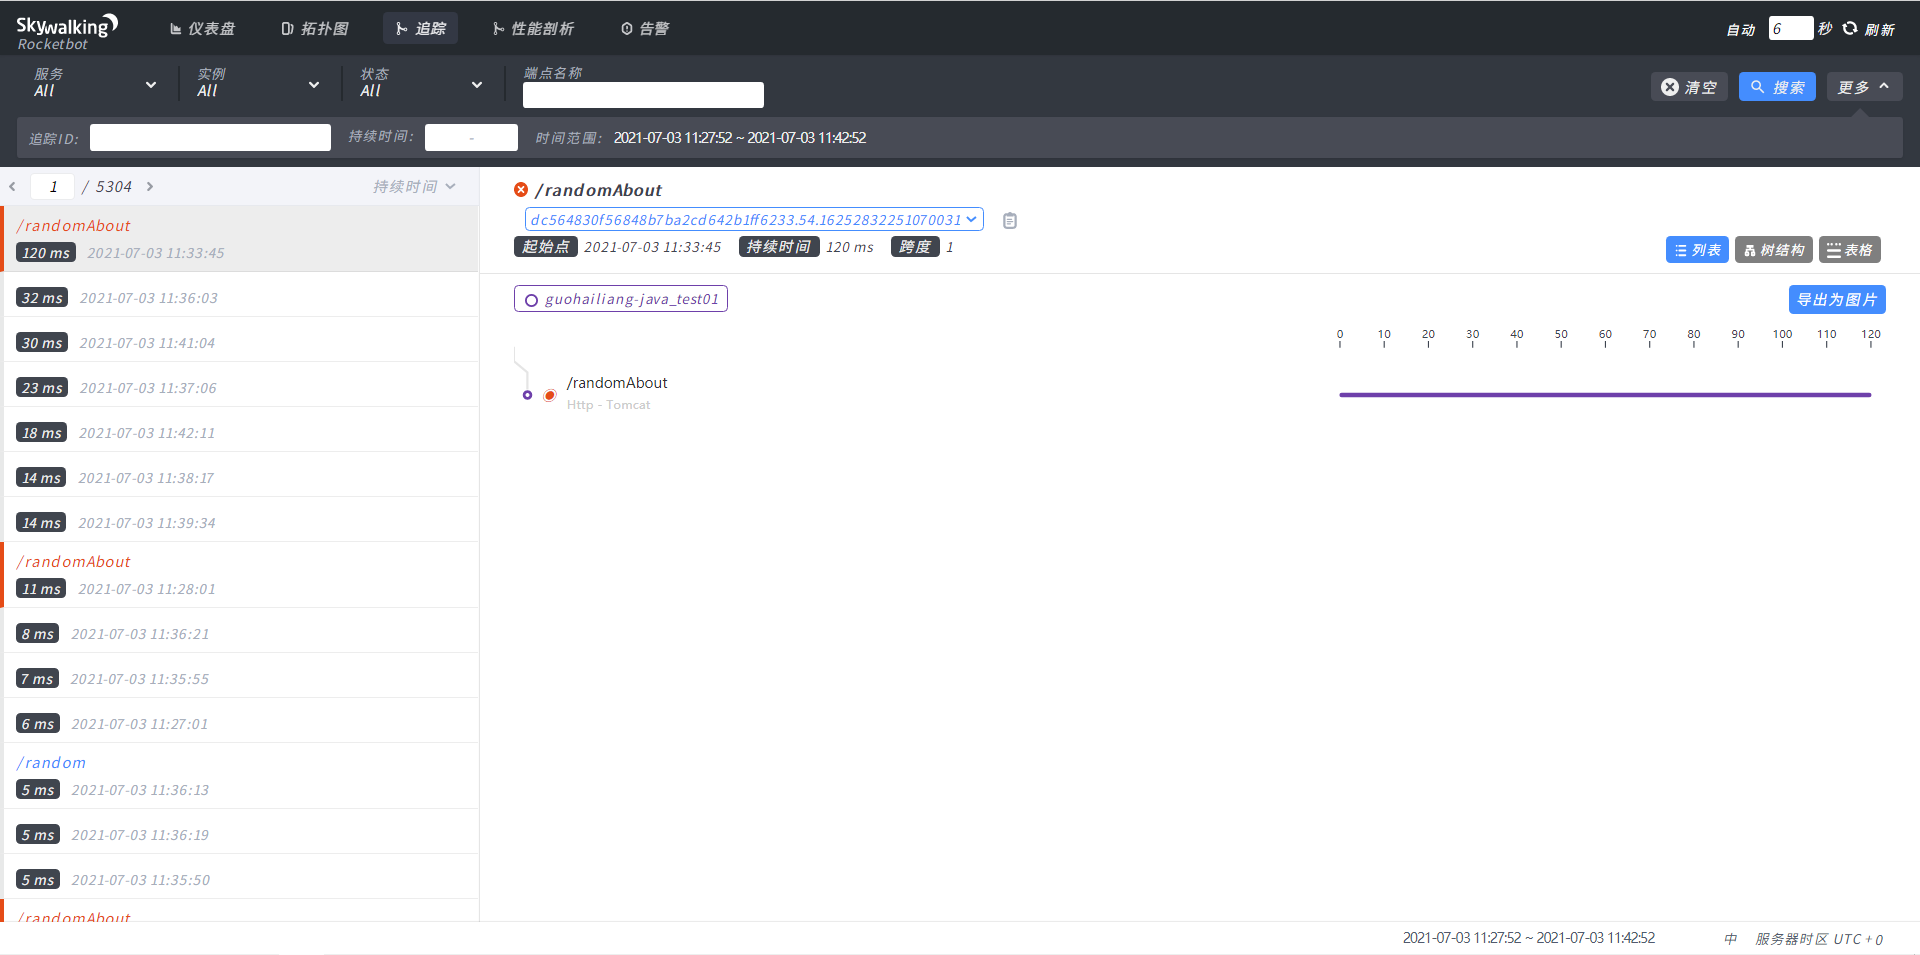 Skywalking
Rocketbot
仪表盘
拓扑图
追踪
性能剖析
告警
自动 6 秒 刷新
服务
All
实例
All
状态
All
端点名称
清空
搜索
更多
追踪ID:
持续时间: -
时间范围: 2021-07-03 11:27:52 ~ 2021-07-03 11:42:52
1 / 5304
持续时间
/randomAbout
120 ms 2021-07-03 11:33:45
32 ms 2021-07-03 11:36:03
30 ms 2021-07-03 11:41:04
23 ms 2021-07-03 11:37:06
18 ms 2021-07-03 11:42:11
14 ms 2021-07-03 11:38:17
14 ms 2021-07-03 11:39:34
/randomAbout
11 ms 2021-07-03 11:28:01
8 ms 2021-07-03 11:36:21
7 ms 2021-07-03 11:35:55
6 ms 2021-07-03 11:27:01
/random
5 ms 2021-07-03 11:36:13
5 ms 2021-07-03 11:36:19
5 ms 2021-07-03 11:35:50
/randomAbout
/randomAbout
dc564830f56848b7ba2cd642b1ff6233.54.16252832251070031
起始点 2021-07-03 11:33:45 持续时间 120 ms 跨度 1
列表
树结构
表格
guohailiang-java_test01
导出为图片
0 10 20 30 40 50 60 70 80 90 100 110 120
/randomAbout
Http - Tomcat
2021-07-03 11:27:52 ~ 2021-07-03 11:42:52
中
服务器时区 UTC + 0